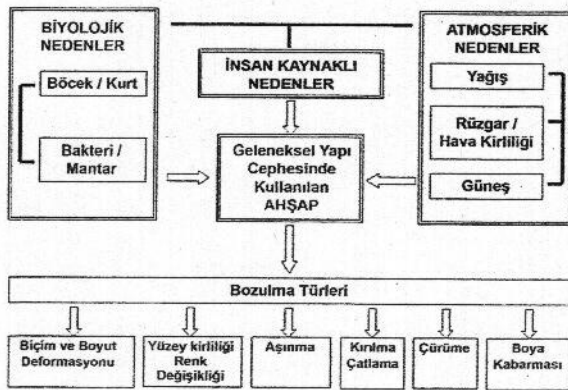 BİYOLOJİK
NEDENLER
Böcek / Kurt
Bakteri /
Mantar
İNSAN KAYNAKLI
NEDENLER
Geleneksel Yapı
Cephesinde
Kullanılan
AHŞAP
ATMOSFERİK
NEDENLER
Yağış
Rüzgar /
Hava Kirliliği
Güneş
Bozulma Türleri
Biçim ve Boyut
Deformasyonu
Yüzey kirliliği
Renk
Değişikliği
Aşınma
Kırılma
Çatlama
Çürüme
Boya
Kabarması